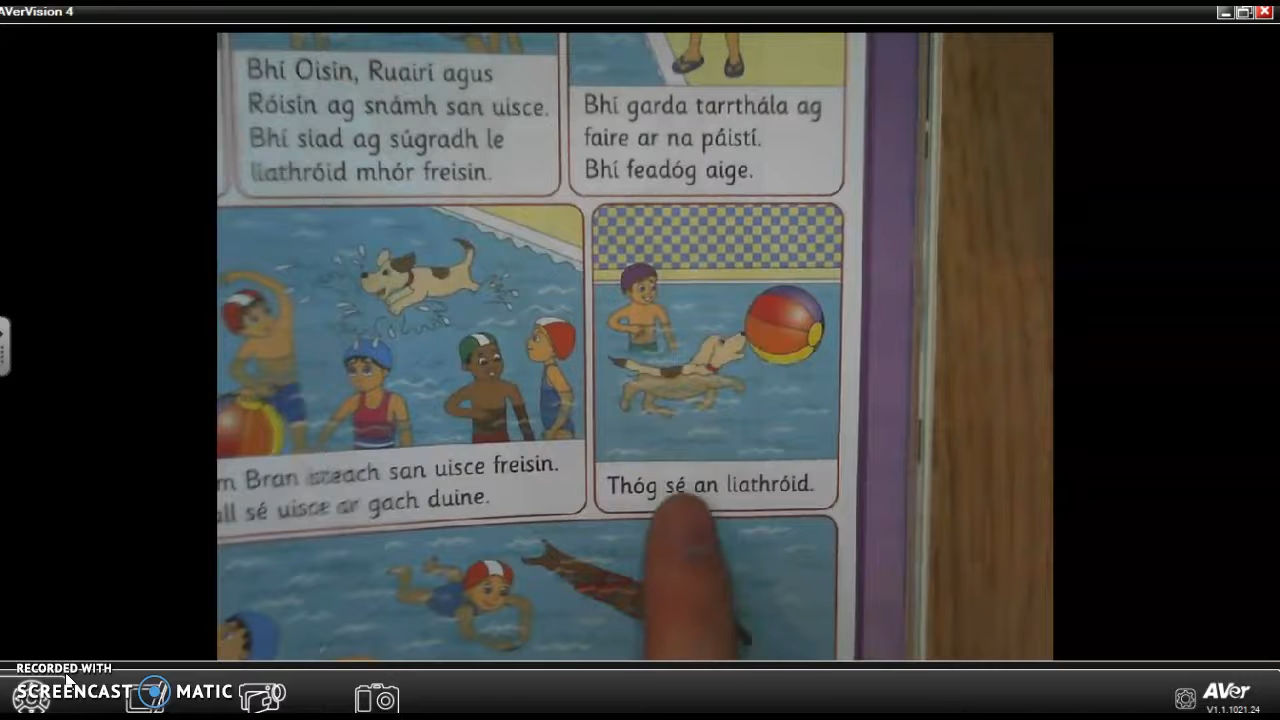 AVerVision 4
Bhí Oisín, Ruairí agus
Róisín ag snámh san uisce.
Bhí siad ag súgradh le
liathróid mhór freisin.
Bhí garda tarrthála ag
faire ar na páistí.
Bhí feadóg aige.
Bran isteach san uisce freisin.
sé uisce ar gach duine.
Thóg sé an liathróid.
RECORDED WITH
SCREENCAST MATIC
AVer
V1.1.1021.24